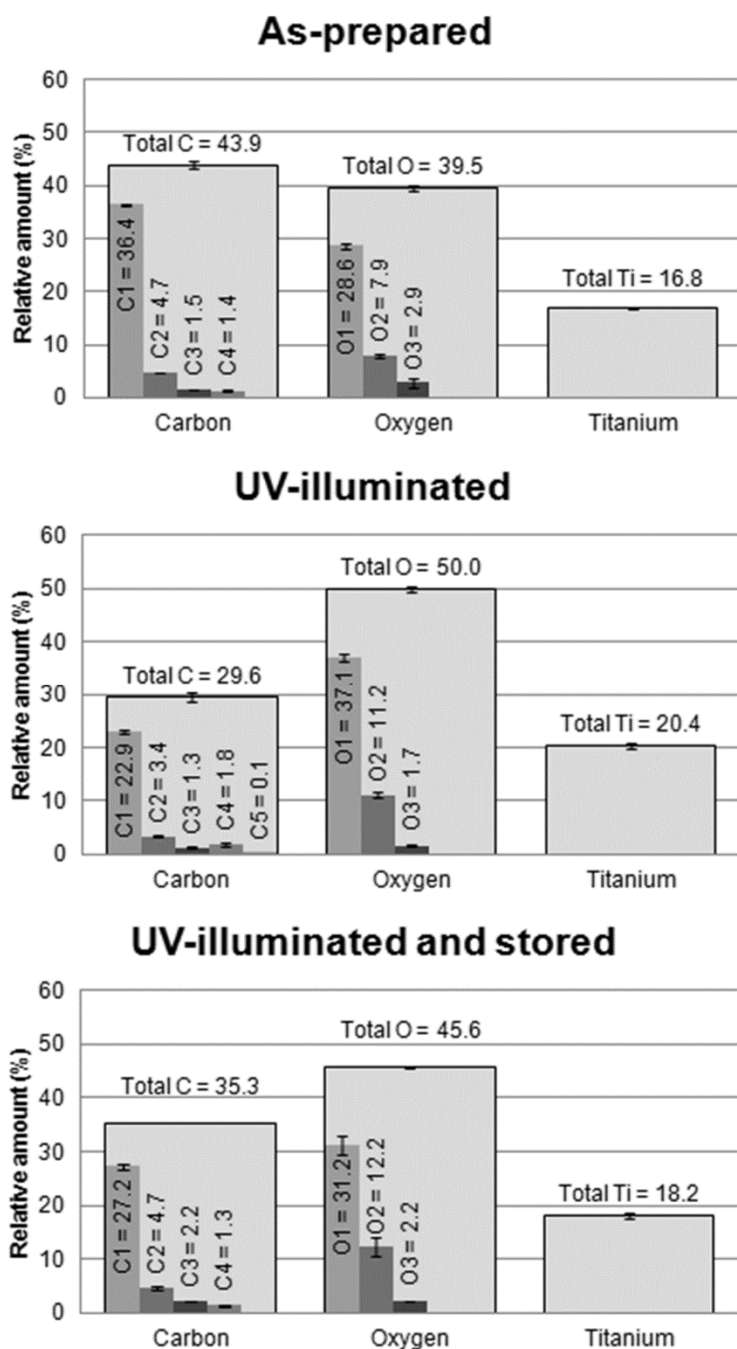 As-prepared
Relative amount (%)
60
50
40
30
20
10
0
Total C = 43.9
C1 = 36.4
C2 = 4.7
C3 = 1.5
C4 = 1.4
Total O = 39.5
O1 = 28.6
O2 = 7.9
O3 = 2.9
Total Ti = 16.8
Carbon
Oxygen
Titanium
UV-illuminated
Relative amount (%)
60
50
40
30
20
10
0
Total C = 29.6
C1 = 22.9
C2 = 3.4
C3 = 1.3
C4 = 1.8
C5 = 0.1
Total O = 50.0
O1 = 37.1
O2 = 11.2
O3 = 1.7
Total Ti = 20.4
Carbon
Oxygen
Titanium
UV-illuminated and stored
Relative amount (%)
60
50
40
30
20
10
0
Total C = 35.3
C1 = 27.2
C2 = 4.7
C3 = 2.2
C4 = 1.3
Total O = 45.6
O1 = 31.2
O2 = 12.2
O3 = 2.2
Total Ti = 18.2
Carbon
Oxygen
Titanium